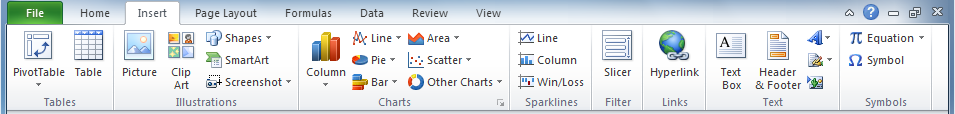 File Home Insert Page Layout Formulas Data Review View
PivotTable
Table
Tables
Picture
Clip
Art
Shapes
SmartArt
Screenshot
Illustrations
Column
Line
Pie
Bar
Area
Scatter
Other Charts
Charts
Line
Column
Win/Loss
Sparklines
Slicer
Filter
Hyperlink
Links
Text
Box
Header
& Footer
Text
Equation
Symbol
Symbols